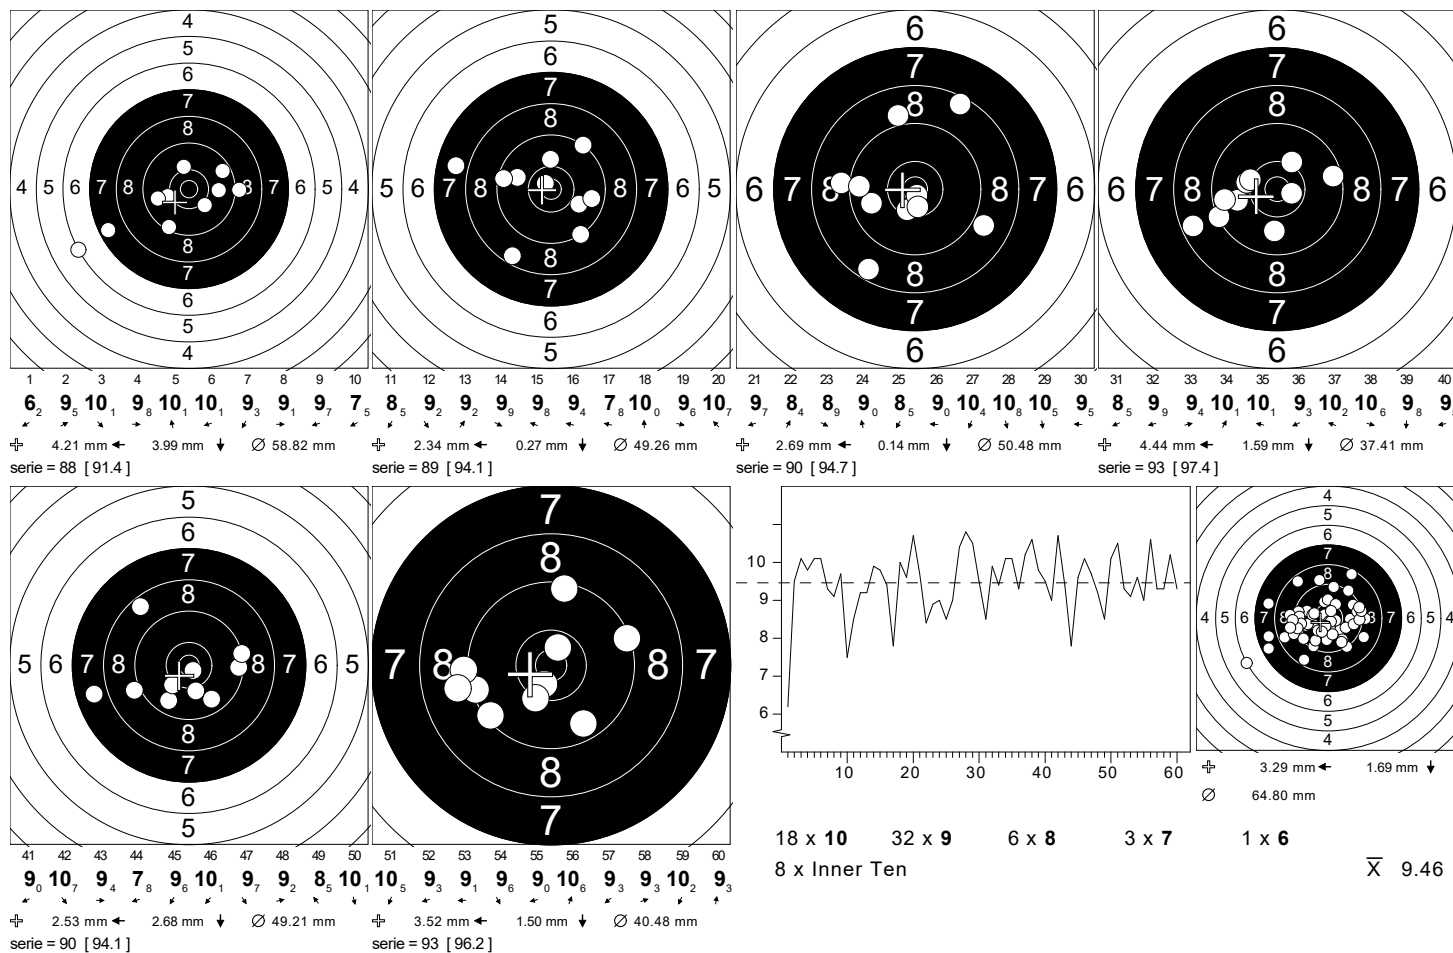 4 5 6 7 8 8 7 6 5 4
4 5 6 7 8 8 7 6 5 4
1 2 3 4 5 6 7 8 9 10
6₂ 9₅ 10₁ 9₈ 10₁ 10₁ 9₃ 9₁ 9₇ 7₅
4.21 mm ← 3.99 mm ↓ Ø 58.82 mm
serie = 88 [ 91.4 ]
5 6 7 8 8 7 6 5
5 6 7 8 8 7 6 5
11 12 13 14 15 16 17 18 19 20
8₅ 9₂ 9₂ 9₉ 9₈ 9₄ 7₈ 10₀ 9₆ 10₇
2.34 mm ← 0.27 mm ↓ Ø 49.26 mm
serie = 89 [ 94.1 ]
6 7 8 8 7 6
6 7 8 8 7 6
21 22 23 24 25 26 27 28 29 30
9₇ 8₄ 8₉ 9₀ 8₅ 9₀ 10₄ 10₈ 10₅ 9₅
2.69 mm ← 0.14 mm ↓ Ø 50.48 mm
serie = 90 [ 94.7 ]
6 7 8 8 7 6
6 7 8 8 7 6
31 32 33 34 35 36 37 38 39 40
8₅ 9₉ 9₄ 10₁ 10₁ 9₃ 10₂ 10₆ 9₈ 9
4.44 mm ← 1.59 mm ↓ Ø 37.41 mm
serie = 93 [ 97.4 ]
5 6 7 8 8 7 6 5
5 6 7 8 8 7 6 5
41 42 43 44 45 46 47 48 49 50
9₀ 10₇ 9₄ 7₈ 9₆ 10₁ 9₇ 9₂ 8₅ 10₁
2.53 mm ← 2.68 mm ↓ Ø 49.21 mm
serie = 90 [ 94.1 ]
7 8 8 7
7 8 8 7
51 52 53 54 55 56 57 58 59 60
10₅ 9₃ 9₁ 9₆ 9₀ 10₆ 9₃ 9₃ 10₂ 9₃
3.52 mm ← 1.50 mm ↓ Ø 40.48 mm
serie = 93 [ 96.2 ]
10
9
8
7
6
10 20 30 40 50 60
4 5 6 7 8 8 7 6 5 4
4 5 6 7 8 8 7 6 5 4
3.29 mm ← 1.69 mm ↓
Ø 64.80 mm
18 x 10 32 x 9 6 x 8 3 x 7 1 x 6
8 x Inner Ten X̅ 9.46